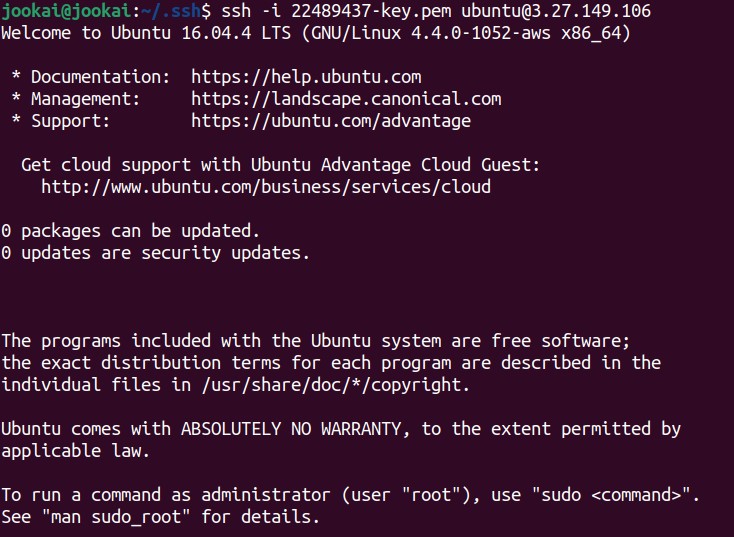 jookai@jookai:~/.ssh$ ssh -i 22489437-key.pem ubuntu@3.27.149.106
Welcome to Ubuntu 16.04.4 LTS (GNU/Linux 4.4.0-1052-aws x86_64)
* Documentation:  https://help.ubuntu.com
* Management:     https://landscape.canonical.com
* Support:        https://ubuntu.com/advantage
Get cloud support with Ubuntu Advantage Cloud Guest:
http://www.ubuntu.com/business/services/cloud
0 packages can be updated.
0 updates are security updates.
The programs included with the Ubuntu system are free software;
the exact distribution terms for each program are described in the
individual files in /usr/share/doc/*/copyright.
Ubuntu comes with ABSOLUTELY NO WARRANTY, to the extent permitted by
applicable law.
To run a command as administrator (user "root"), use "sudo <command>".
See "man sudo_root" for details.